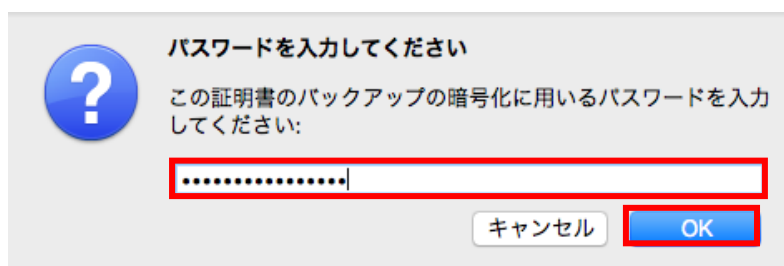 パスワードを入力してください
この証明書のバックアップの暗号化に用いるパスワードを入力
してください:
••••••••••••••••
キャンセル
OK